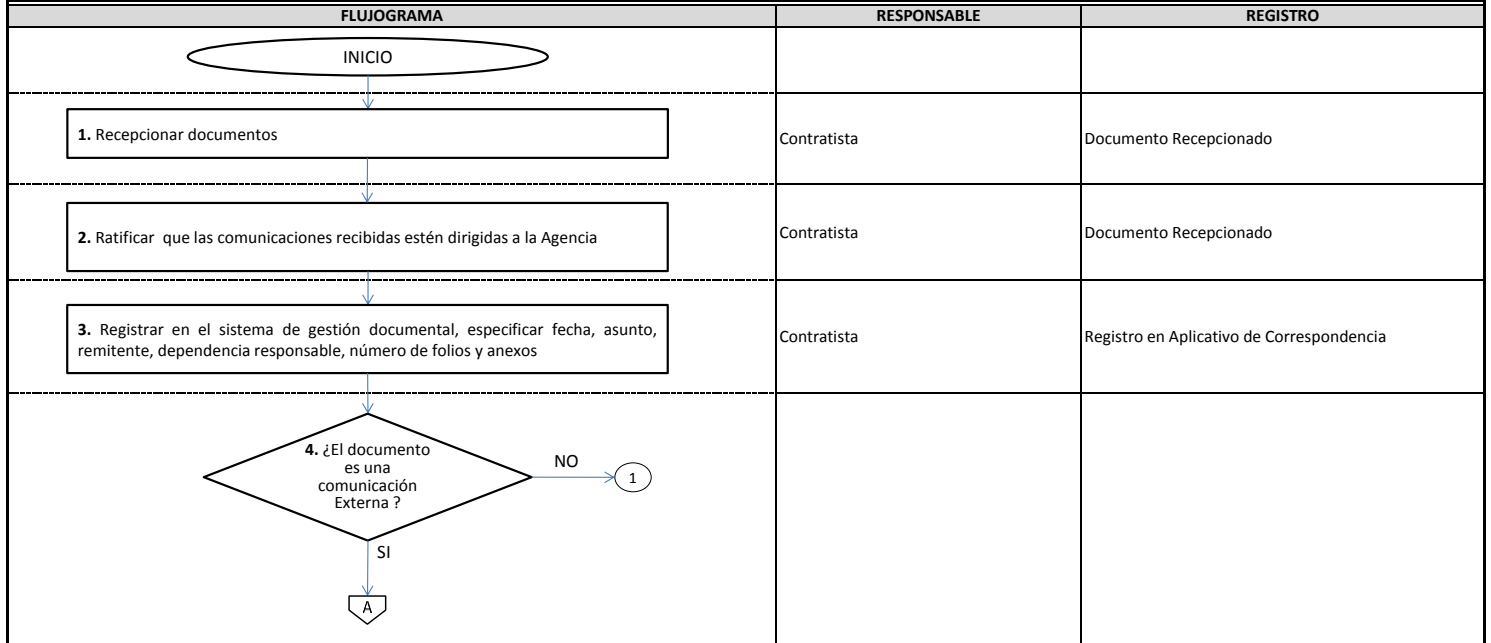 FLUJOGRAMA RESPONSABLE REGISTRO
INICIO
1. Recepcionar documentos
Contratista
Documento Recepcionado
2. Ratificar que las comunicaciones recibidas estén dirigidas a la Agencia
Contratista
Documento Recepcionado
3. Registrar en el sistema de gestión documental, especificar fecha, asunto,
remitente, dependencia responsable, número de folios y anexos
Contratista
Registro en Aplicativo de Correspondencia
4. ¿El documento
es una
comunicación
Externa ?
NO
1
SI
A